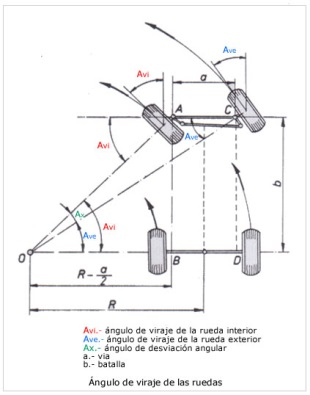 Avi
Ave
a
A
C
Avi
Ave
b
Ax
Avi
Ave
O
B
D
R - a/2
R
Avi.- ángulo de viraje de la rueda interior
Ave.- ángulo de viraje de la rueda exterior
Ax.- ángulo de desviación angular
a.- via
b.- batalla
Ángulo de viraje de las ruedas